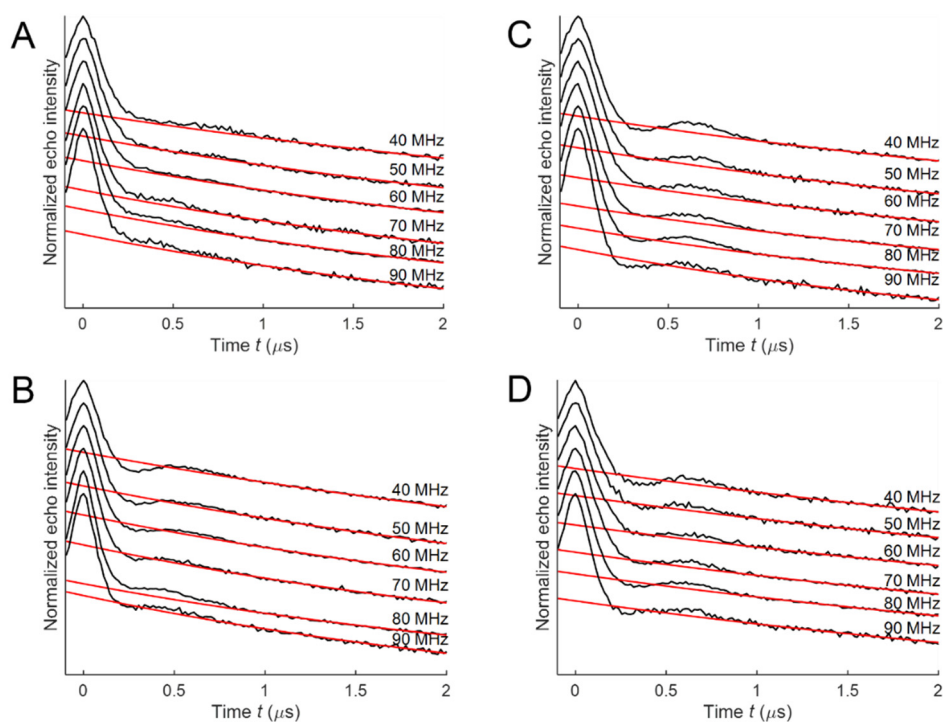 A
Normalized echo intensity
40 MHz
50 MHz
60 MHz
70 MHz
80 MHz
90 MHz
0
0.5
1
1.5
2
Time t (μs)
C
Normalized echo intensity
40 MHz
50 MHz
60 MHz
70 MHz
80 MHz
90 MHz
0
0.5
1
1.5
2
Time t (μs)
B
Normalized echo intensity
40 MHz
50 MHz
60 MHz
70 MHz
80 MHz
90 MHz
0
0.5
1
1.5
2
Time t (μs)
D
Normalized echo intensity
40 MHz
50 MHz
60 MHz
70 MHz
80 MHz
90 MHz
0
0.5
1
1.5
2
Time t (μs)